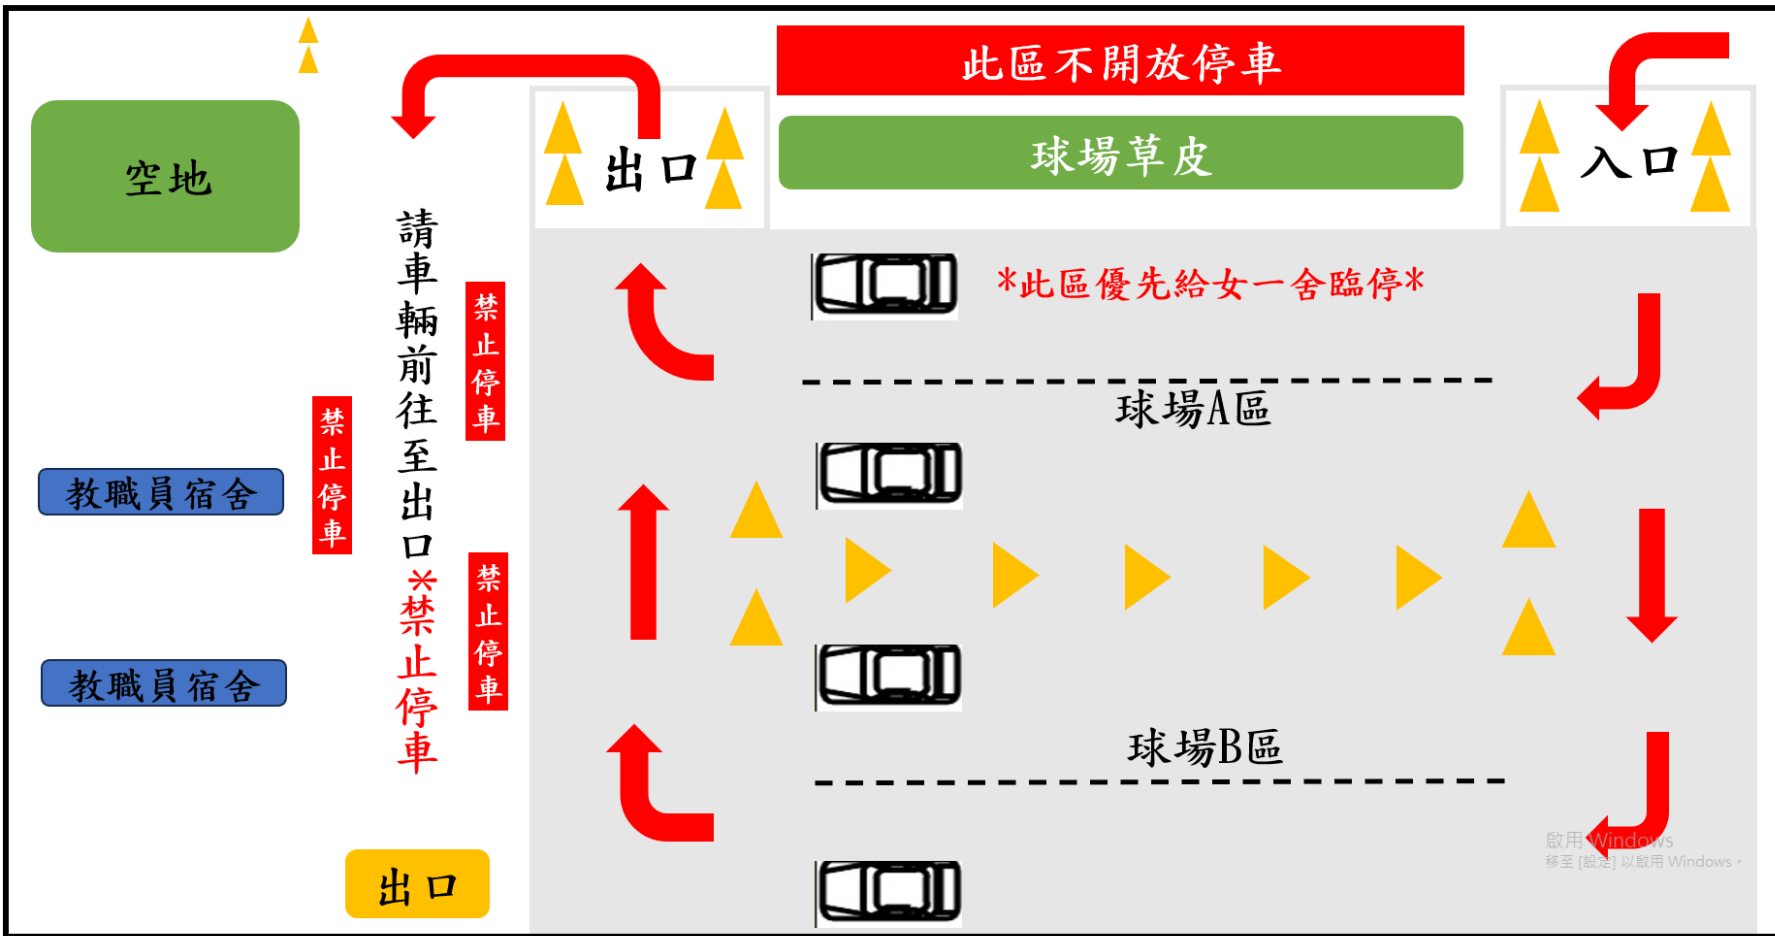 此區不開放停車
球場草皮
空地
出口
入口
請車輛前往至出口*禁止停車
禁止停車
禁止停車
禁止停車
*此區優先給女一舍臨停*
球場A區
教職員宿舍
教職員宿舍
球場B區
出口
啟用 Windows
移至 [設定] 以啟用 Windows。